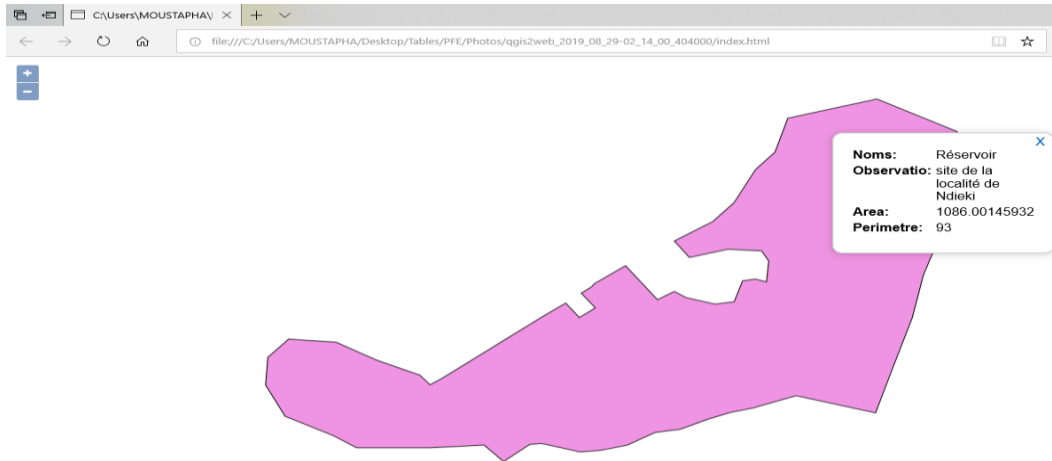 C:\Users\MOUSTAPHA\
file:///C:/Users/MOUSTAPHA/Desktop/Tables/PFE/Photos/qgis2web_2019_08_29-02_14_00_404000/index.html
Noms: Réservoir
Observatio: site de la
localité de
Ndieki
Area: 1086.00145932
Perimetre: 93